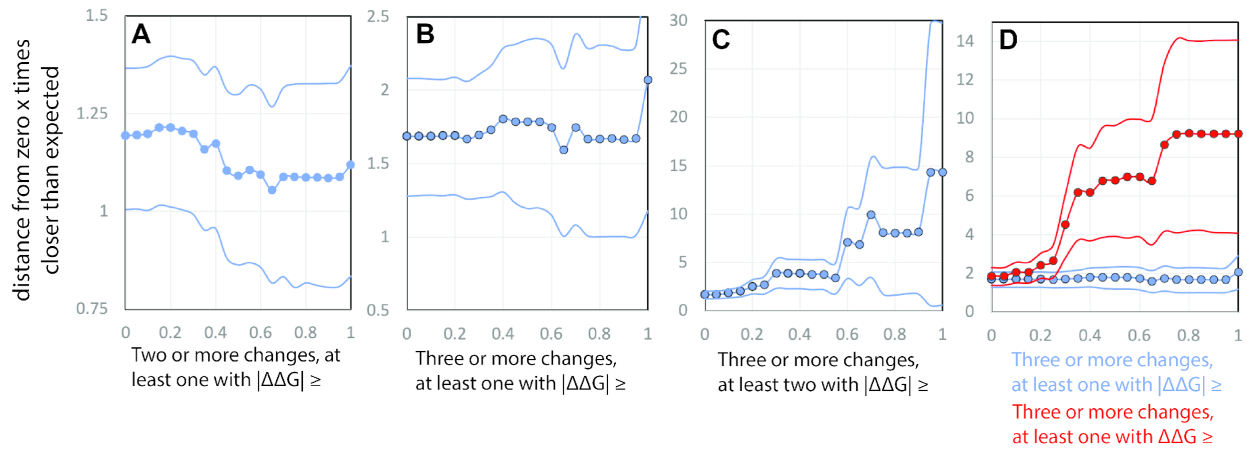 distance from zero x times
closer than expected
A
1.5
1.25
1
0.75
0 0.2 0.4 0.6 0.8 1
Two or more changes, at
least one with |ΔΔG| ≥
B
2.5
2
1.5
1
0.5
0 0.2 0.4 0.6 0.8 1
Three or more changes,
at least one with |ΔΔG| ≥
C
30
25
20
15
10
5
0
0 0.2 0.4 0.6 0.8 1
Three or more changes,
at least two with |ΔΔG| ≥
D
14
12
10
8
6
4
2
0
0 0.2 0.4 0.6 0.8 1
Three or more changes,
at least one with |ΔΔG| ≥
Three or more changes,
at least one with ΔΔG ≥